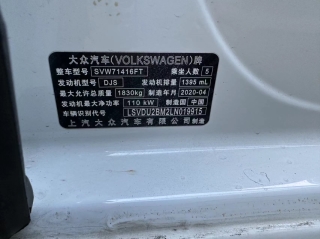 大众汽车(VOLKSWAGEN)牌
整车型号 SVW71416FT 乘坐人数 5
发动机型号 DJS 发动机排量 1395 mL
最大允许总质量 1830kg 制造年月 2020-04
发动机最大净功率 110 kW 制造国 中国
车辆识别代号 LSVDU2BM2LN019915
上汽大众汽车有限公司制造